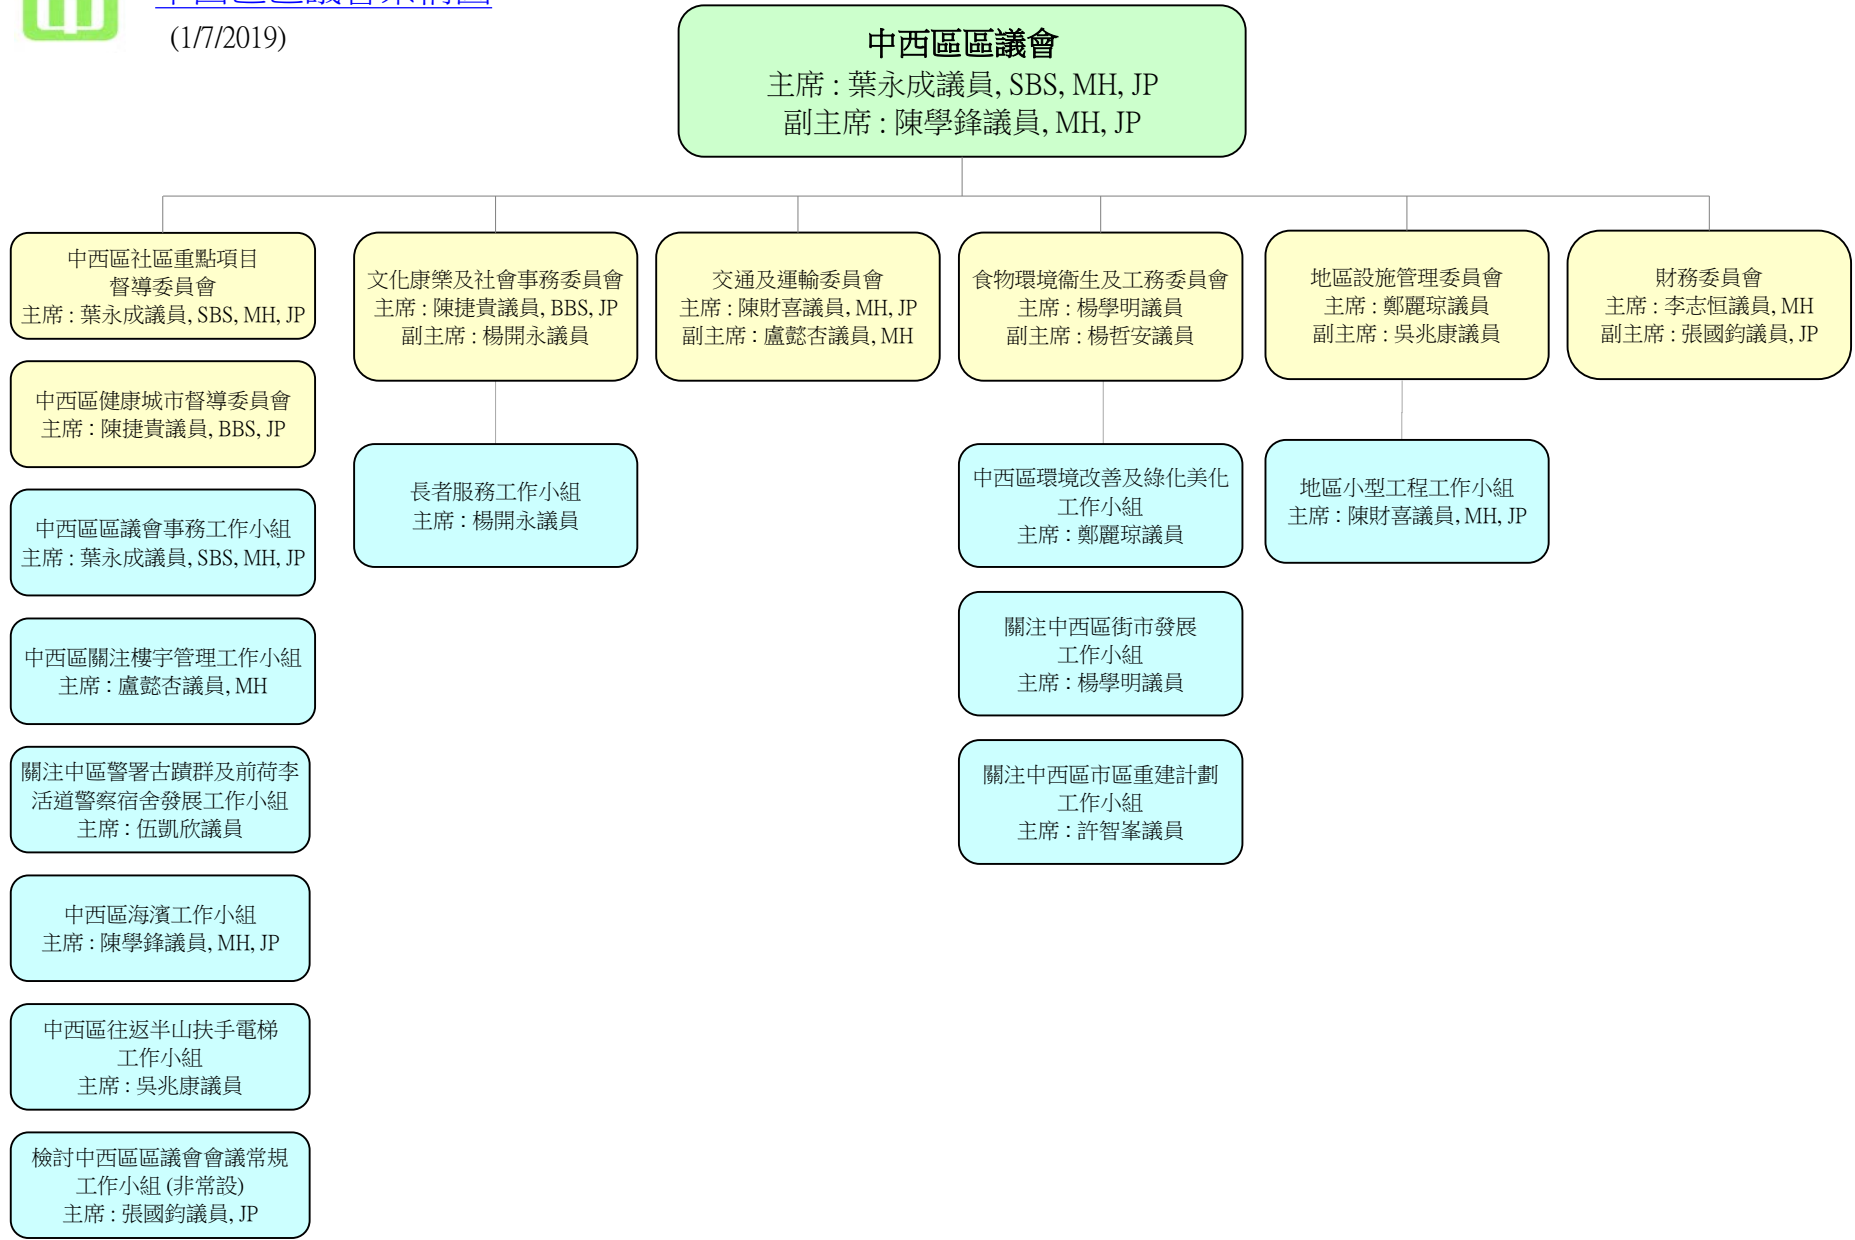 (1/7/2019)
中西區區議會
主席 : 葉永成議員, SBS, MH, JP
副主席 : 陳學鋒議員, MH, JP
中西區社區重點項目
督導委員會
主席 : 葉永成議員, SBS, MH, JP
文化康樂及社會事務委員會
主席 : 陳捷貴議員, BBS, JP
副主席 : 楊開永議員
交通及運輸委員會
主席 : 陳財喜議員, MH, JP
副主席 : 盧懿杏議員, MH
食物環境衞生及工務委員會
主席 : 楊學明議員
副主席 : 楊哲安議員
地區設施管理委員會
主席 : 鄭麗琼議員
副主席 : 吳兆康議員
財務委員會
主席 : 李志恒議員, MH
副主席 : 張國鈞議員, JP
中西區健康城市督導委員會
主席 : 陳捷貴議員, BBS, JP
中西區區議會事務工作小組
主席 : 葉永成議員, SBS, MH, JP
中西區關注樓宇管理工作小組
主席 : 盧懿杏議員, MH
關注中區警署古蹟群及前荷李
活道警察宿舍發展工作小組
主席 : 伍凱欣議員
中西區海濱工作小組
主席 : 陳學鋒議員, MH, JP
中西區往返半山扶手電梯
工作小組
主席 : 吳兆康議員
檢討中西區區議會會議常規
工作小組 (非常設)
主席 : 張國鈞議員, JP
長者服務工作小組
主席 : 楊開永議員
中西區環境改善及綠化美化
工作小組
主席 : 鄭麗琼議員
關注中西區街市發展
工作小組
主席 : 楊學明議員
關注中西區市區重建計劃
工作小組
主席 : 許智峯議員
地區小型工程工作小組
主席 : 陳財喜議員, MH, JP